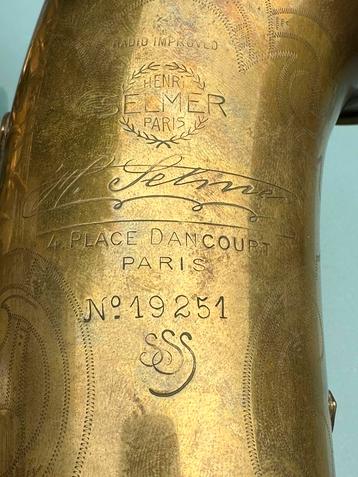 RADIO IMPROVED
HENRI
SELMER
PARIS
H. Selmer
4. PLACE DANCOURT
PARIS
Nº 19251
SSS